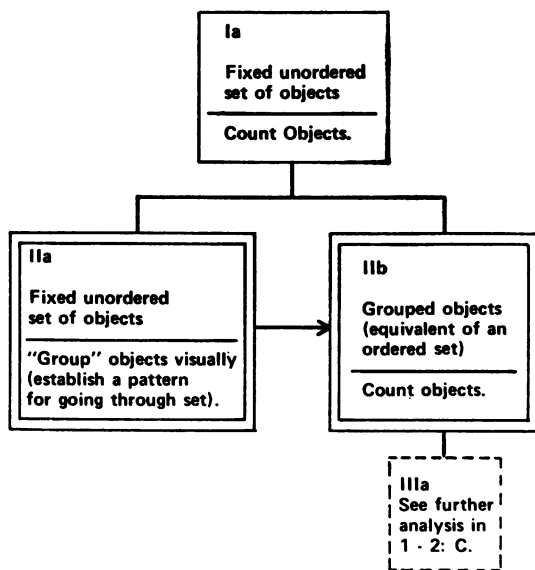 Ia
Fixed unordered
set of objects
Count Objects.
IIa
Fixed unordered
set of objects
"Group" objects visually
(establish a pattern
for going through set).
IIb
Grouped objects
(equivalent of an
ordered set)
Count objects.
IIIa
See further
analysis in
1 - 2: C.